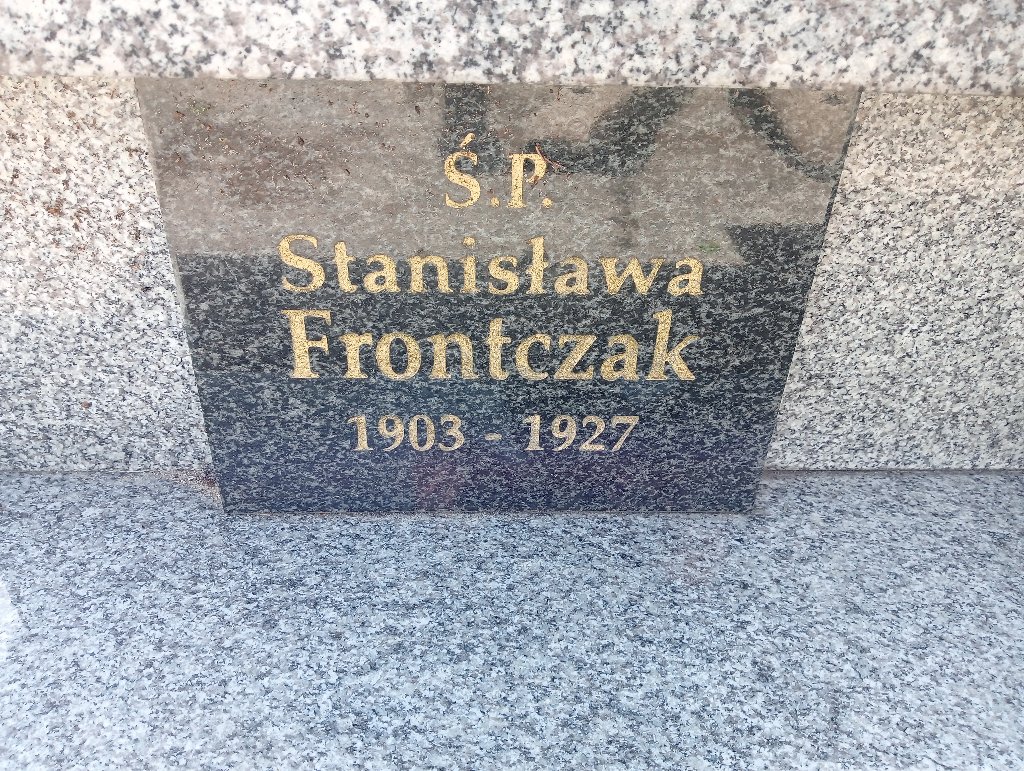 Ś.P.
Stanisława
Frontczak
1903 - 1927